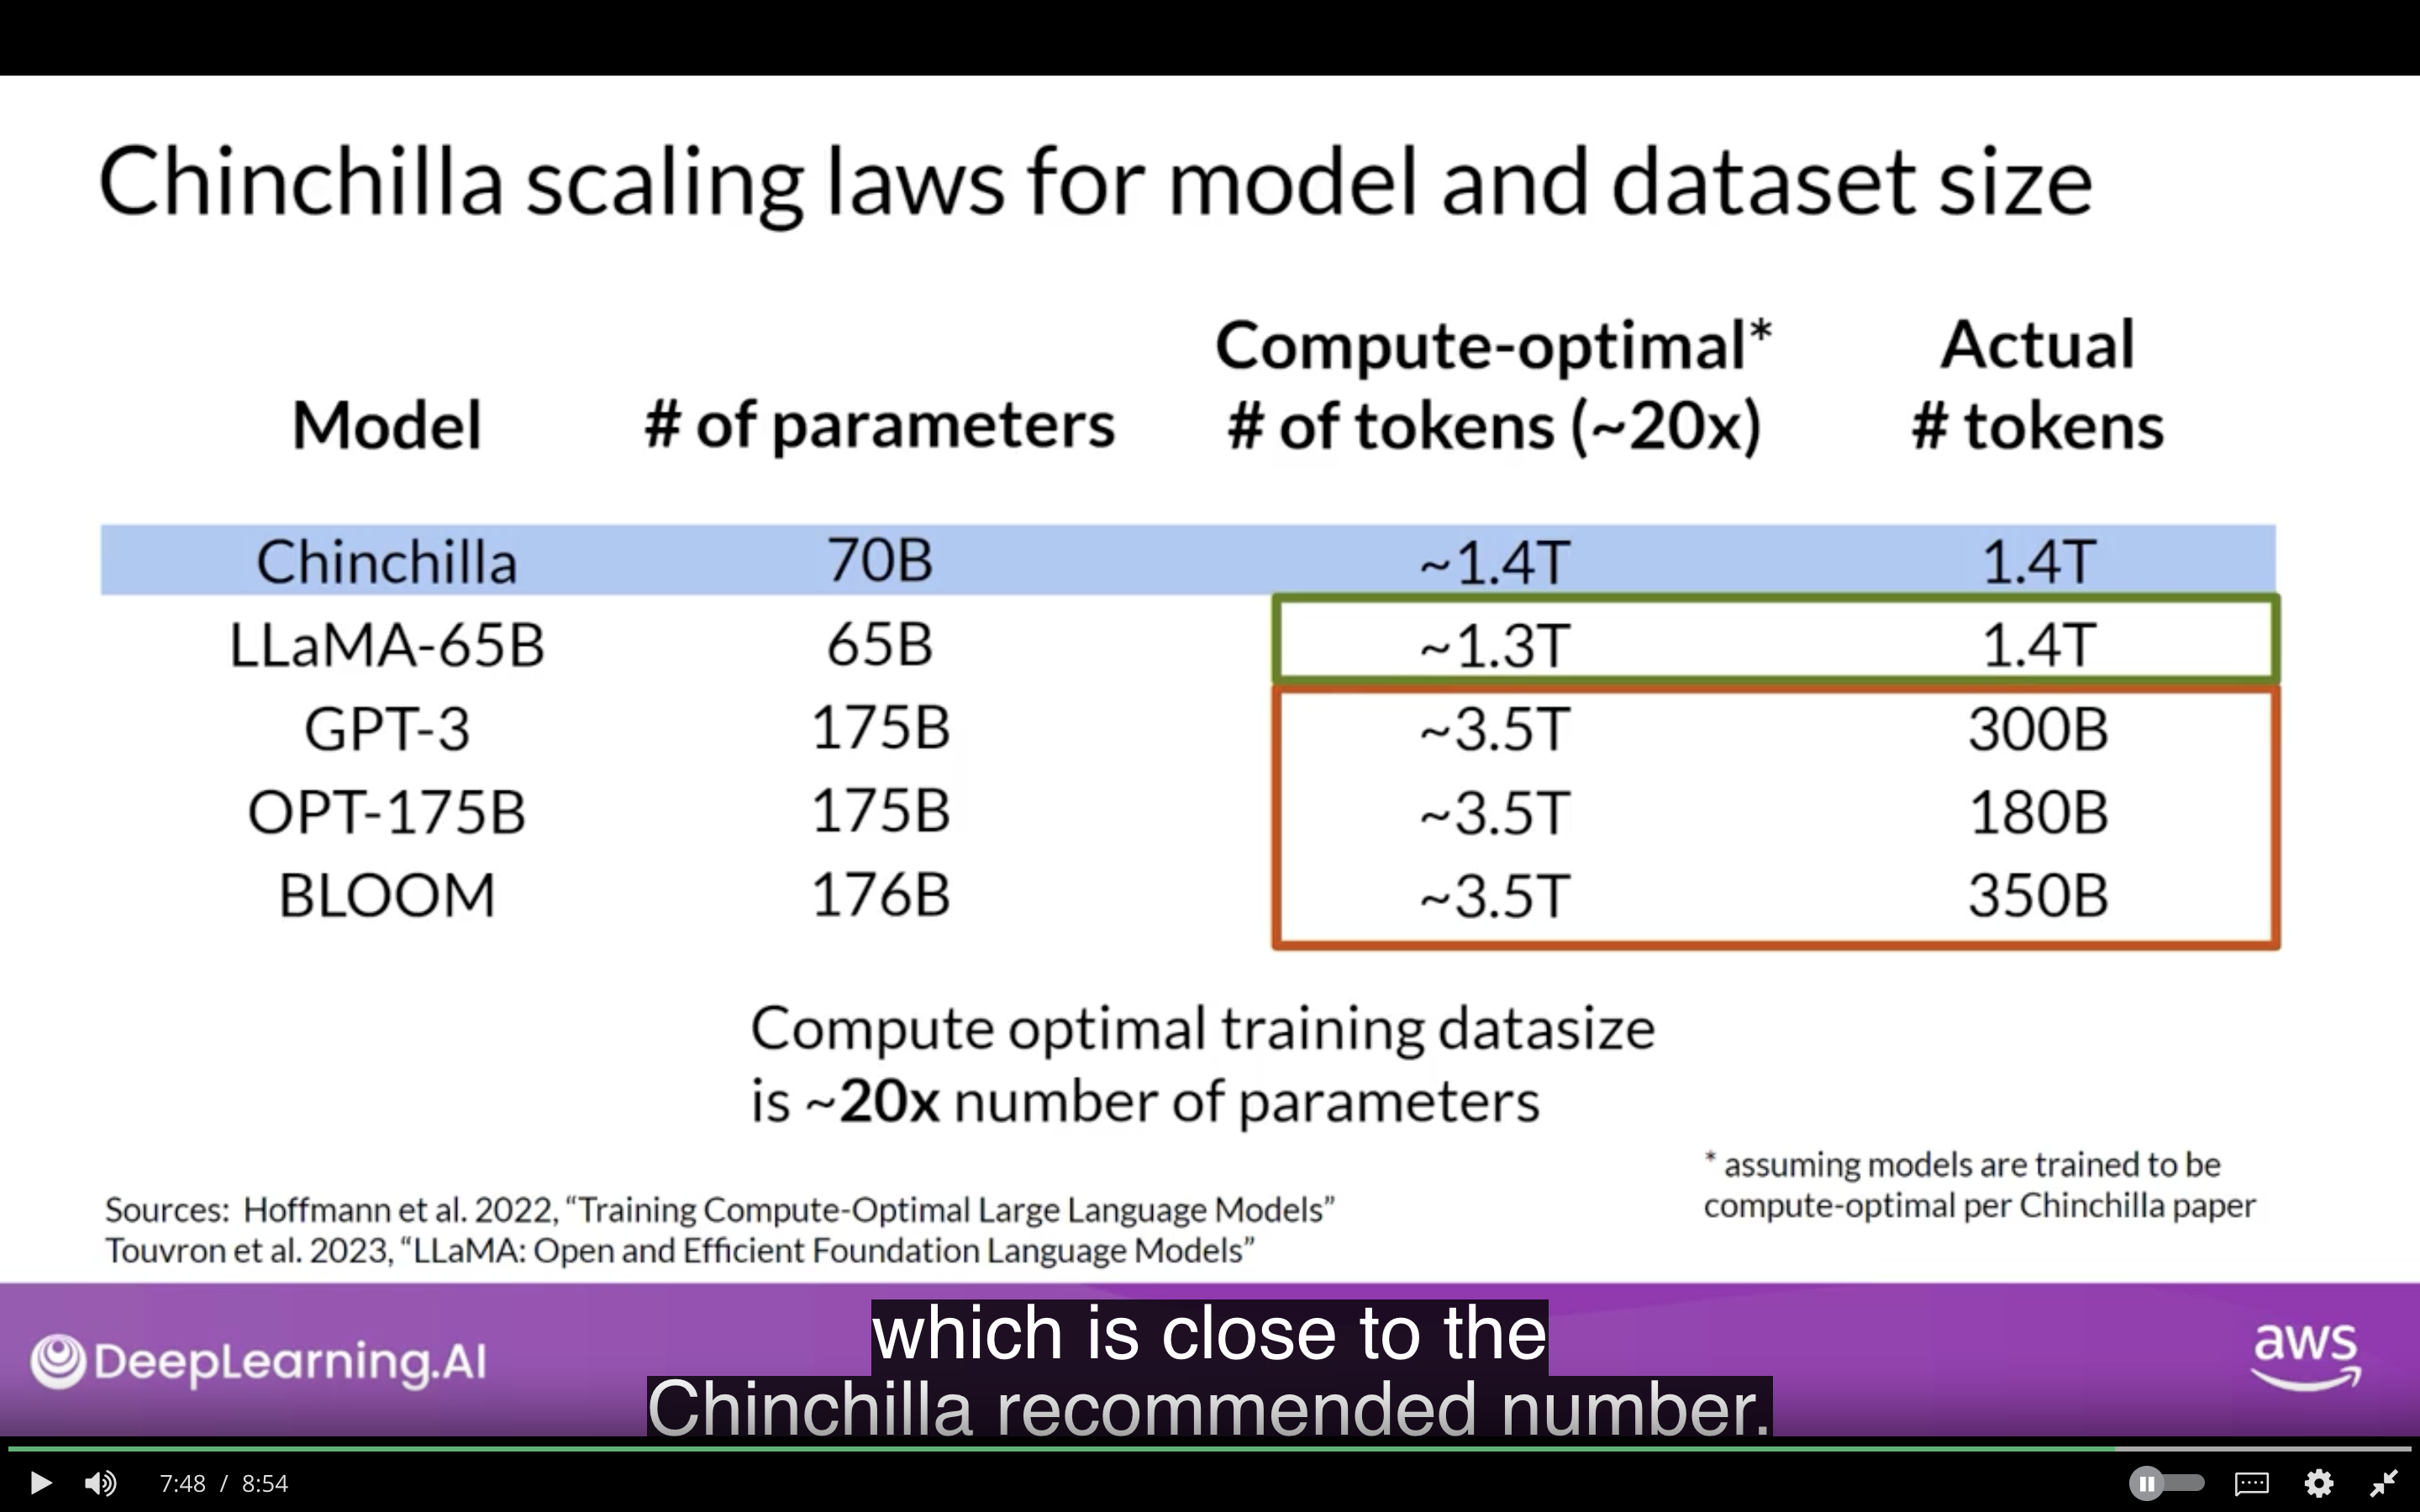 Chinchilla scaling laws for model and dataset size
Compute-optimal* Actual
Model # of parameters # of tokens (~20x) # tokens
Chinchilla 70B ~1.4T 1.4T
LLaMA-65B 65B ~1.3T 1.4T
GPT-3 175B ~3.5T 300B
OPT-175B 175B ~3.5T 180B
BLOOM 176B ~3.5T 350B
Compute optimal training datasize
is ~20x number of parameters
* assuming models are trained to be
compute-optimal per Chinchilla paper
Sources: Hoffmann et al. 2022, “Training Compute-Optimal Large Language Models”
Touvron et al. 2023, “LLaMA: Open and Efficient Foundation Language Models”
DeepLearning.AI
which is close to the
Chinchilla recommended number.
aws
7:48 / 8:54